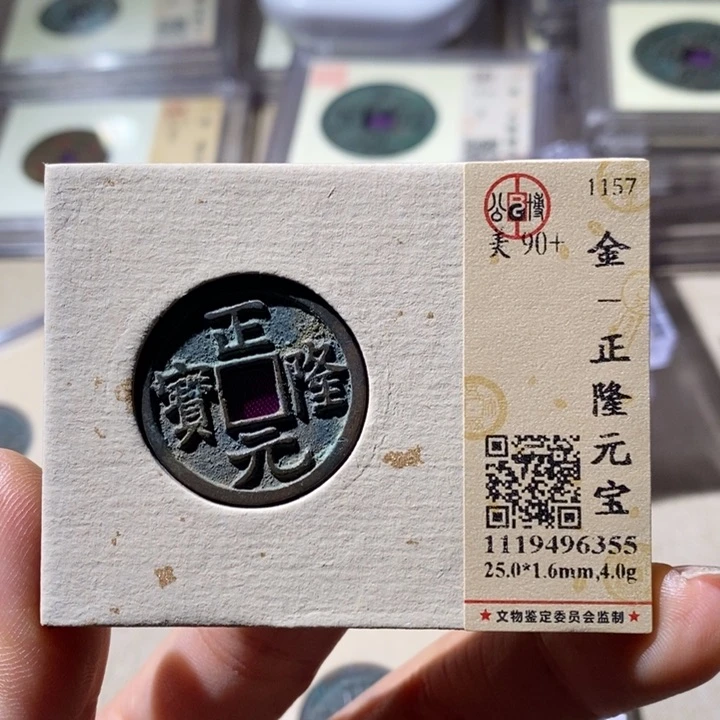 正隆元寶
公博
1157
美 90+
金-正隆元宝
1119496355
25.0*1.6mm,4.0g
★文物鉴定委员会监制★